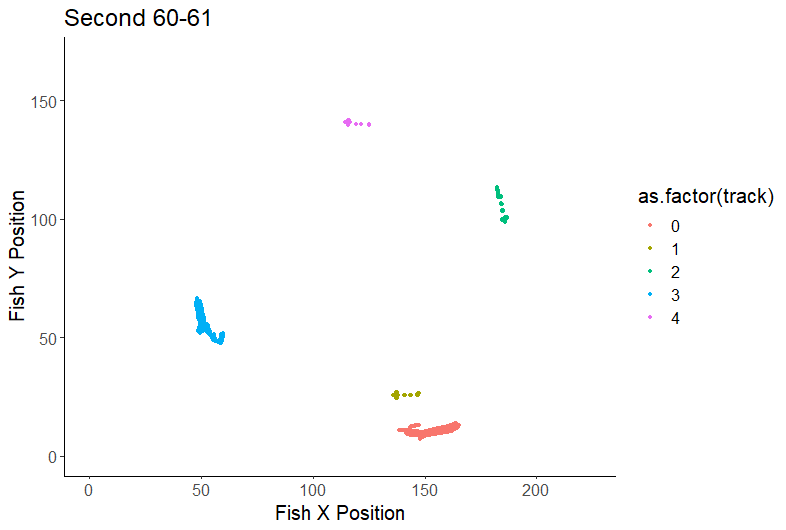 Second 60-61
150
100
50
0
Fish Y Position
0 50 100 150 200
Fish X Position
as.factor(track)
0
1
2
3
4